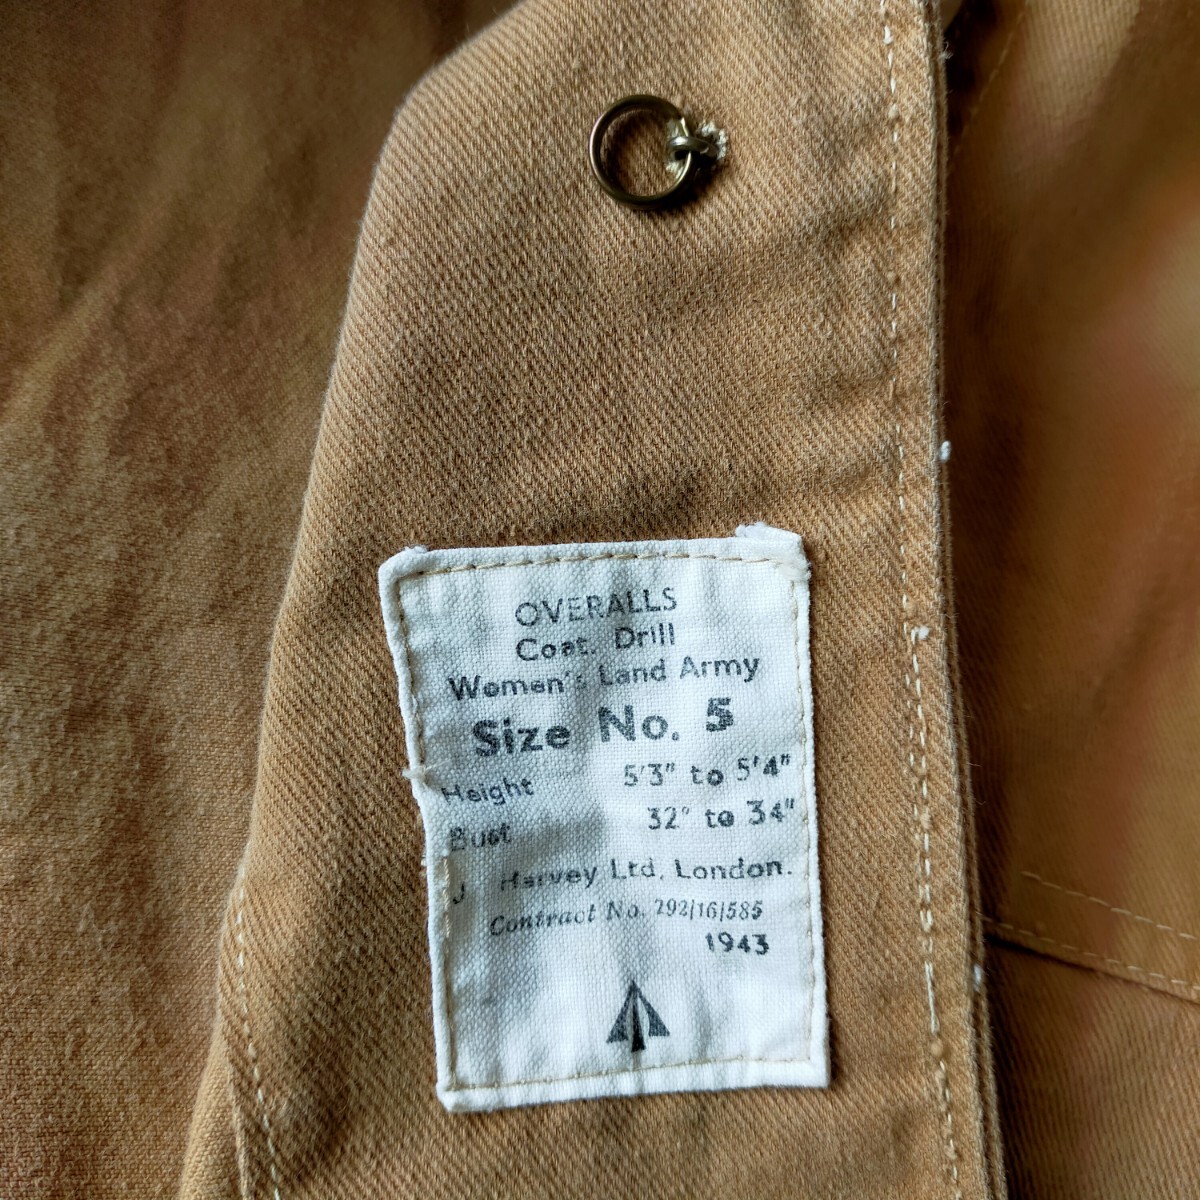 OVERALLS
Coat. Drill
Women's Land Army
Size No. 5
Height 5'3" to 5'4"
Bust 32" to 34"
J Harvey Ltd, London.
Contract No. 292/16/585
1943